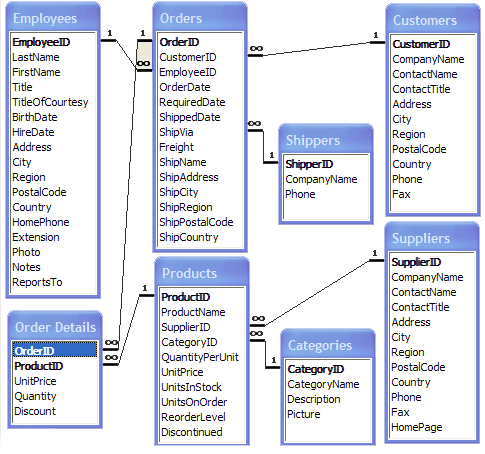 Employees
EmployeeID
LastName
FirstName
Title
TitleOfCourtesy
BirthDate
HireDate
Address
City
Region
PostalCode
Country
HomePhone
Extension
Photo
Notes
ReportsTo
1
∞
Orders
OrderID
CustomerID
EmployeeID
OrderDate
RequiredDate
ShippedDate
ShipVia
Freight
ShipName
ShipAddress
ShipCity
ShipRegion
ShipPostalCode
ShipCountry
1
∞
∞
1
Customers
CustomerID
CompanyName
ContactName
ContactTitle
Address
City
Region
PostalCode
Country
Phone
Fax
1
Shippers
ShipperID
CompanyName
Phone
1
Order Details
OrderID
ProductID
UnitPrice
Quantity
Discount
∞
∞
1
Products
ProductID
ProductName
SupplierID
CategoryID
QuantityPerUnit
UnitPrice
UnitsInStock
UnitsOnOrder
ReorderLevel
Discontinued
∞
∞
1
Categories
CategoryID
CategoryName
Description
Picture
1
Suppliers
SupplierID
CompanyName
ContactName
ContactTitle
Address
City
Region
PostalCode
Country
Phone
Fax
HomePage